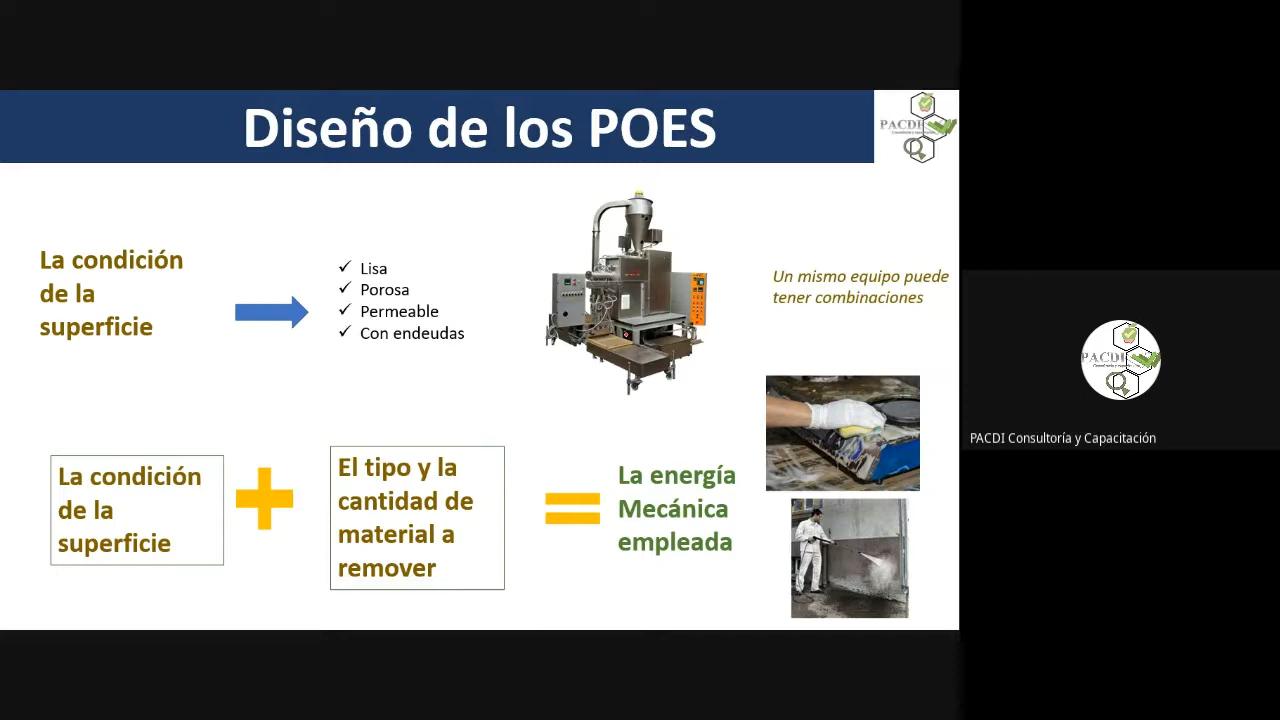 Diseño de los POES
PACDI
La condición
de la
superficie
✓ Lisa
✓ Porosa
✓ Permeable
✓ Con endeudas
Un mismo equipo puede
tener combinaciones
La condición
de la
superficie
+
El tipo y la
cantidad de
material a
remover
=
La energía
Mecánica
empleada
PACDI
PACDI Consultoría y Capacitación